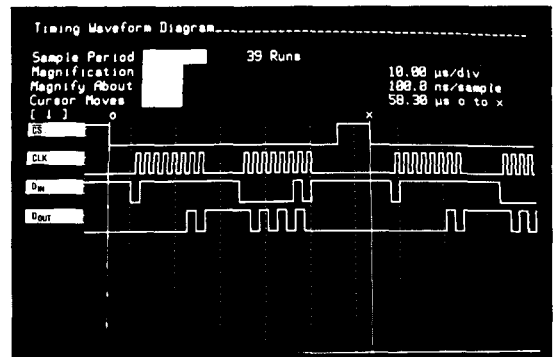 Timing Waveform Diagram
Sample Period 39 Runs
Magnification 10.00 µs/div
Magnify About 100.0 ns/sample
Cursor Moves 58.30 µs o to x
[ ↓ ] o x
CS
CLK
DIN
DOUT